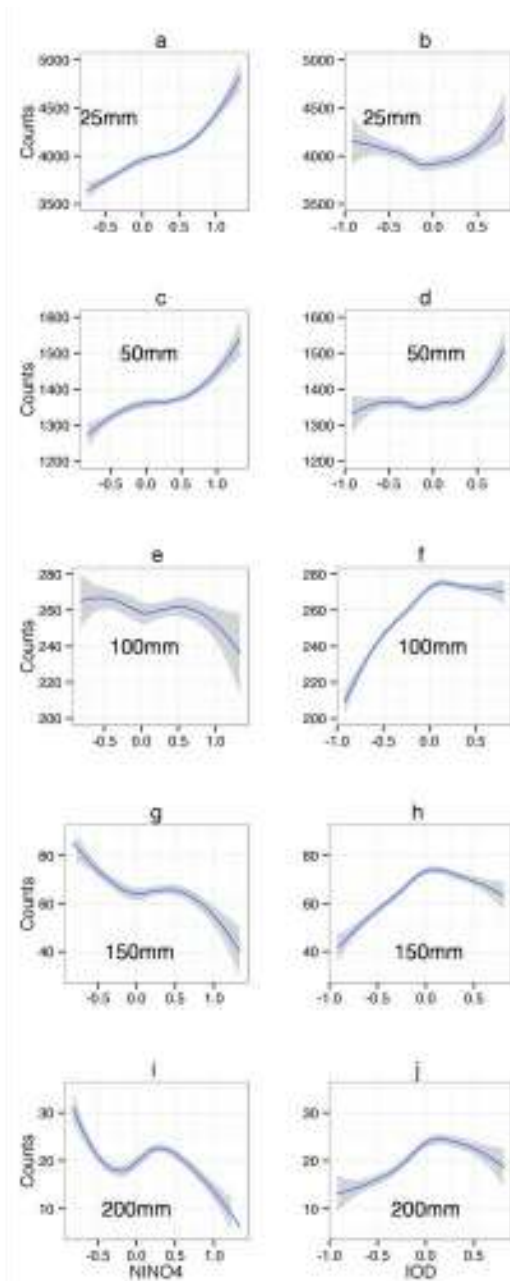 a b
5000 5000
Counts 4500 25mm 4500 25mm
4000 4000
3500 3500
-0.5 0.0 0.5 1.0 -1.0 -0.5 0.0 0.5
c d
1600 1600
Counts 1500 50mm 1500 50mm
1400 1400
1300 1300
1200 1200
-0.5 0.0 0.5 1.0 -1.0 -0.5 0.0 0.5
e f
280 280
Counts 260 260
240 100mm 240 100mm
220 220
200 200
-0.5 0.0 0.5 1.0 -1.0 -0.5 0.0 0.5
g h
80 80
Counts 60 60
40 150mm 40 150mm
-0.5 0.0 0.5 1.0 -1.0 -0.5 0.0 0.5
i j
30 30
Counts 20 20
10 200mm 10 200mm
-0.5 0.0 0.5 1.0 -1.0 -0.5 0.0 0.5
NINO4 IOD